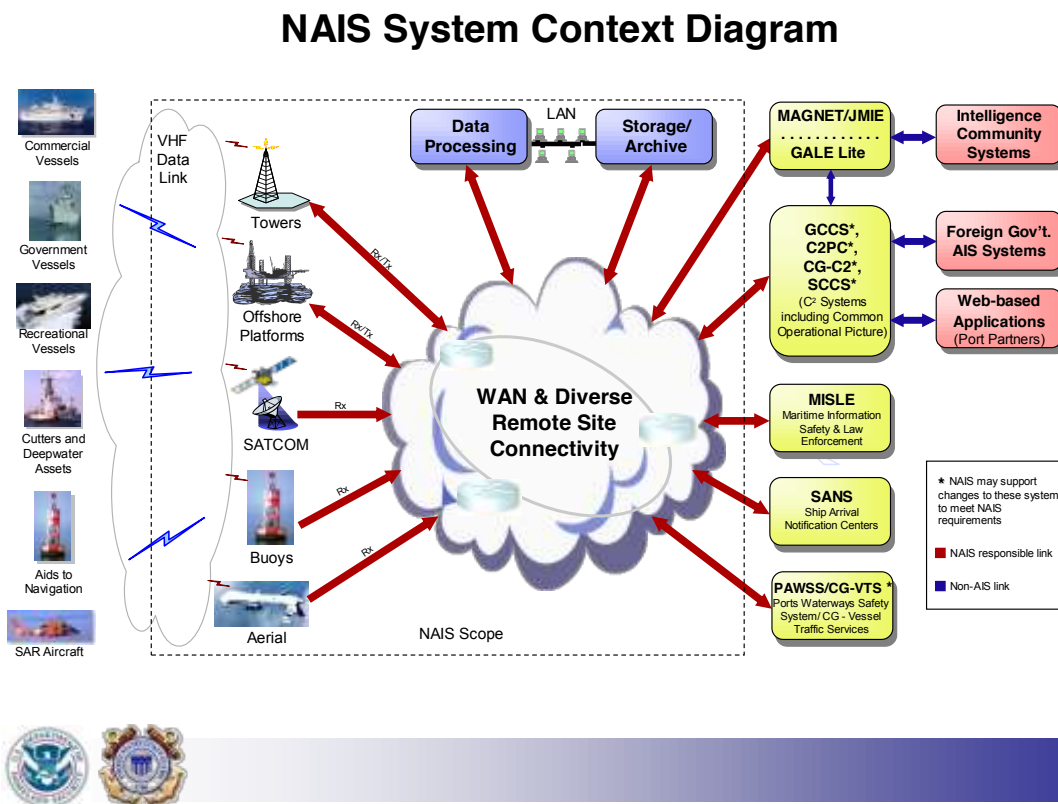 NAIS System Context Diagram
Commercial
Vessels
Government
Vessels
Recreational
Vessels
Cutters and
Deepwater
Assets
Aids to
Navigation
SAR Aircraft
VHF
Data
Link
Towers
Offshore
Platforms
SATCOM
Buoys
Aerial
Rx/Tx
Rx/Tx
Rx
Rx
Rx
Data
Processing
LAN
Storage/
Archive
WAN & Diverse
Remote Site
Connectivity
NAIS Scope
MAGNET/JMIE
. . . . . . . . . . . .
GALE Lite
GCCS*,
C2PC*,
CG-C2*,
SCCS*
(C² Systems
including Common
Operational Picture)
MISLE
Maritime Information
Safety & Law
Enforcement
SANS
Ship Arrival
Notification Centers
PAWSS/CG-VTS *
Ports Waterways Safety
System/ CG - Vessel
Traffic Services
Intelligence
Community
Systems
Foreign Gov't.
AIS Systems
Web-based
Applications
(Port Partners)
* NAIS may support
changes to these system
to meet NAIS
requirements
NAIS responsible link
Non-AIS link